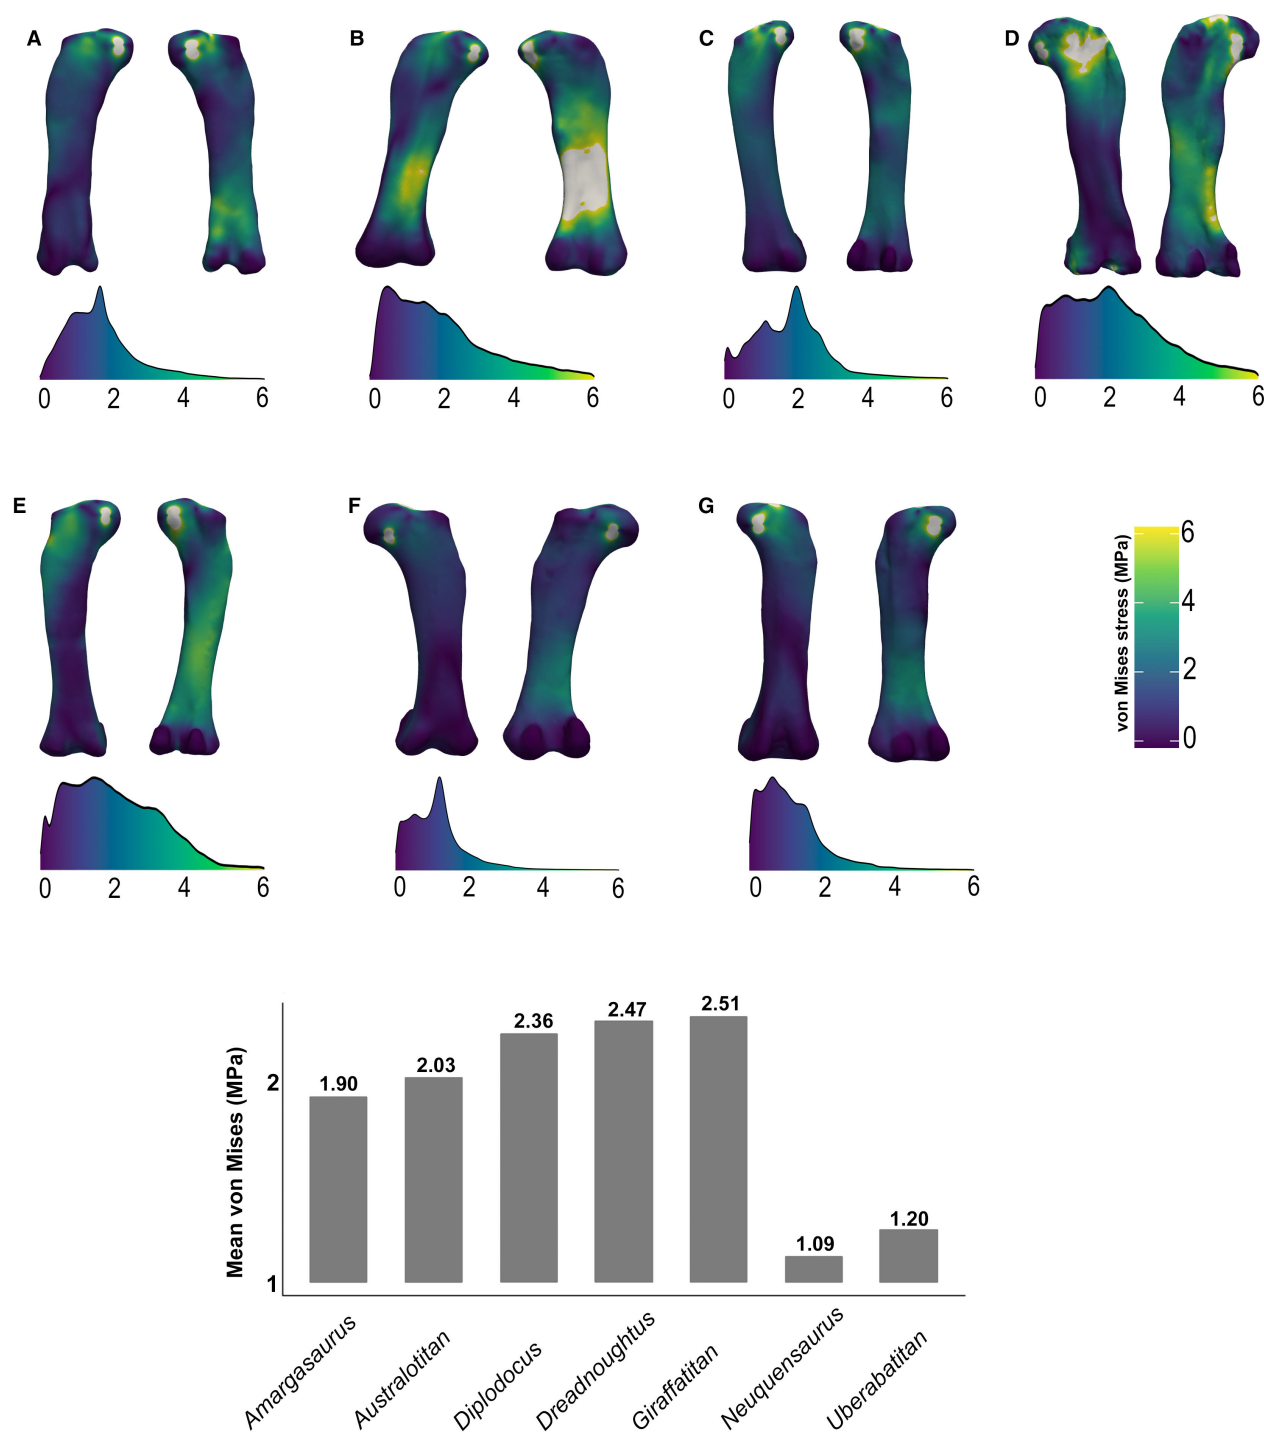 A
B
C
D
0 2 4 6
0 2 4 6
0 2 4 6
0 2 4 6
E
F
G
von Mises stress (MPa)
6
4
2
0
0 2 4 6
0 2 4 6
0 2 4 6
Mean von Mises (MPa)
2
1
1.90
2.03
2.36
2.47
2.51
1.09
1.20
Amargasaurus
Australotitan
Diplodocus
Dreadnoughtus
Giraffatitan
Neuquensaurus
Uberabatitan